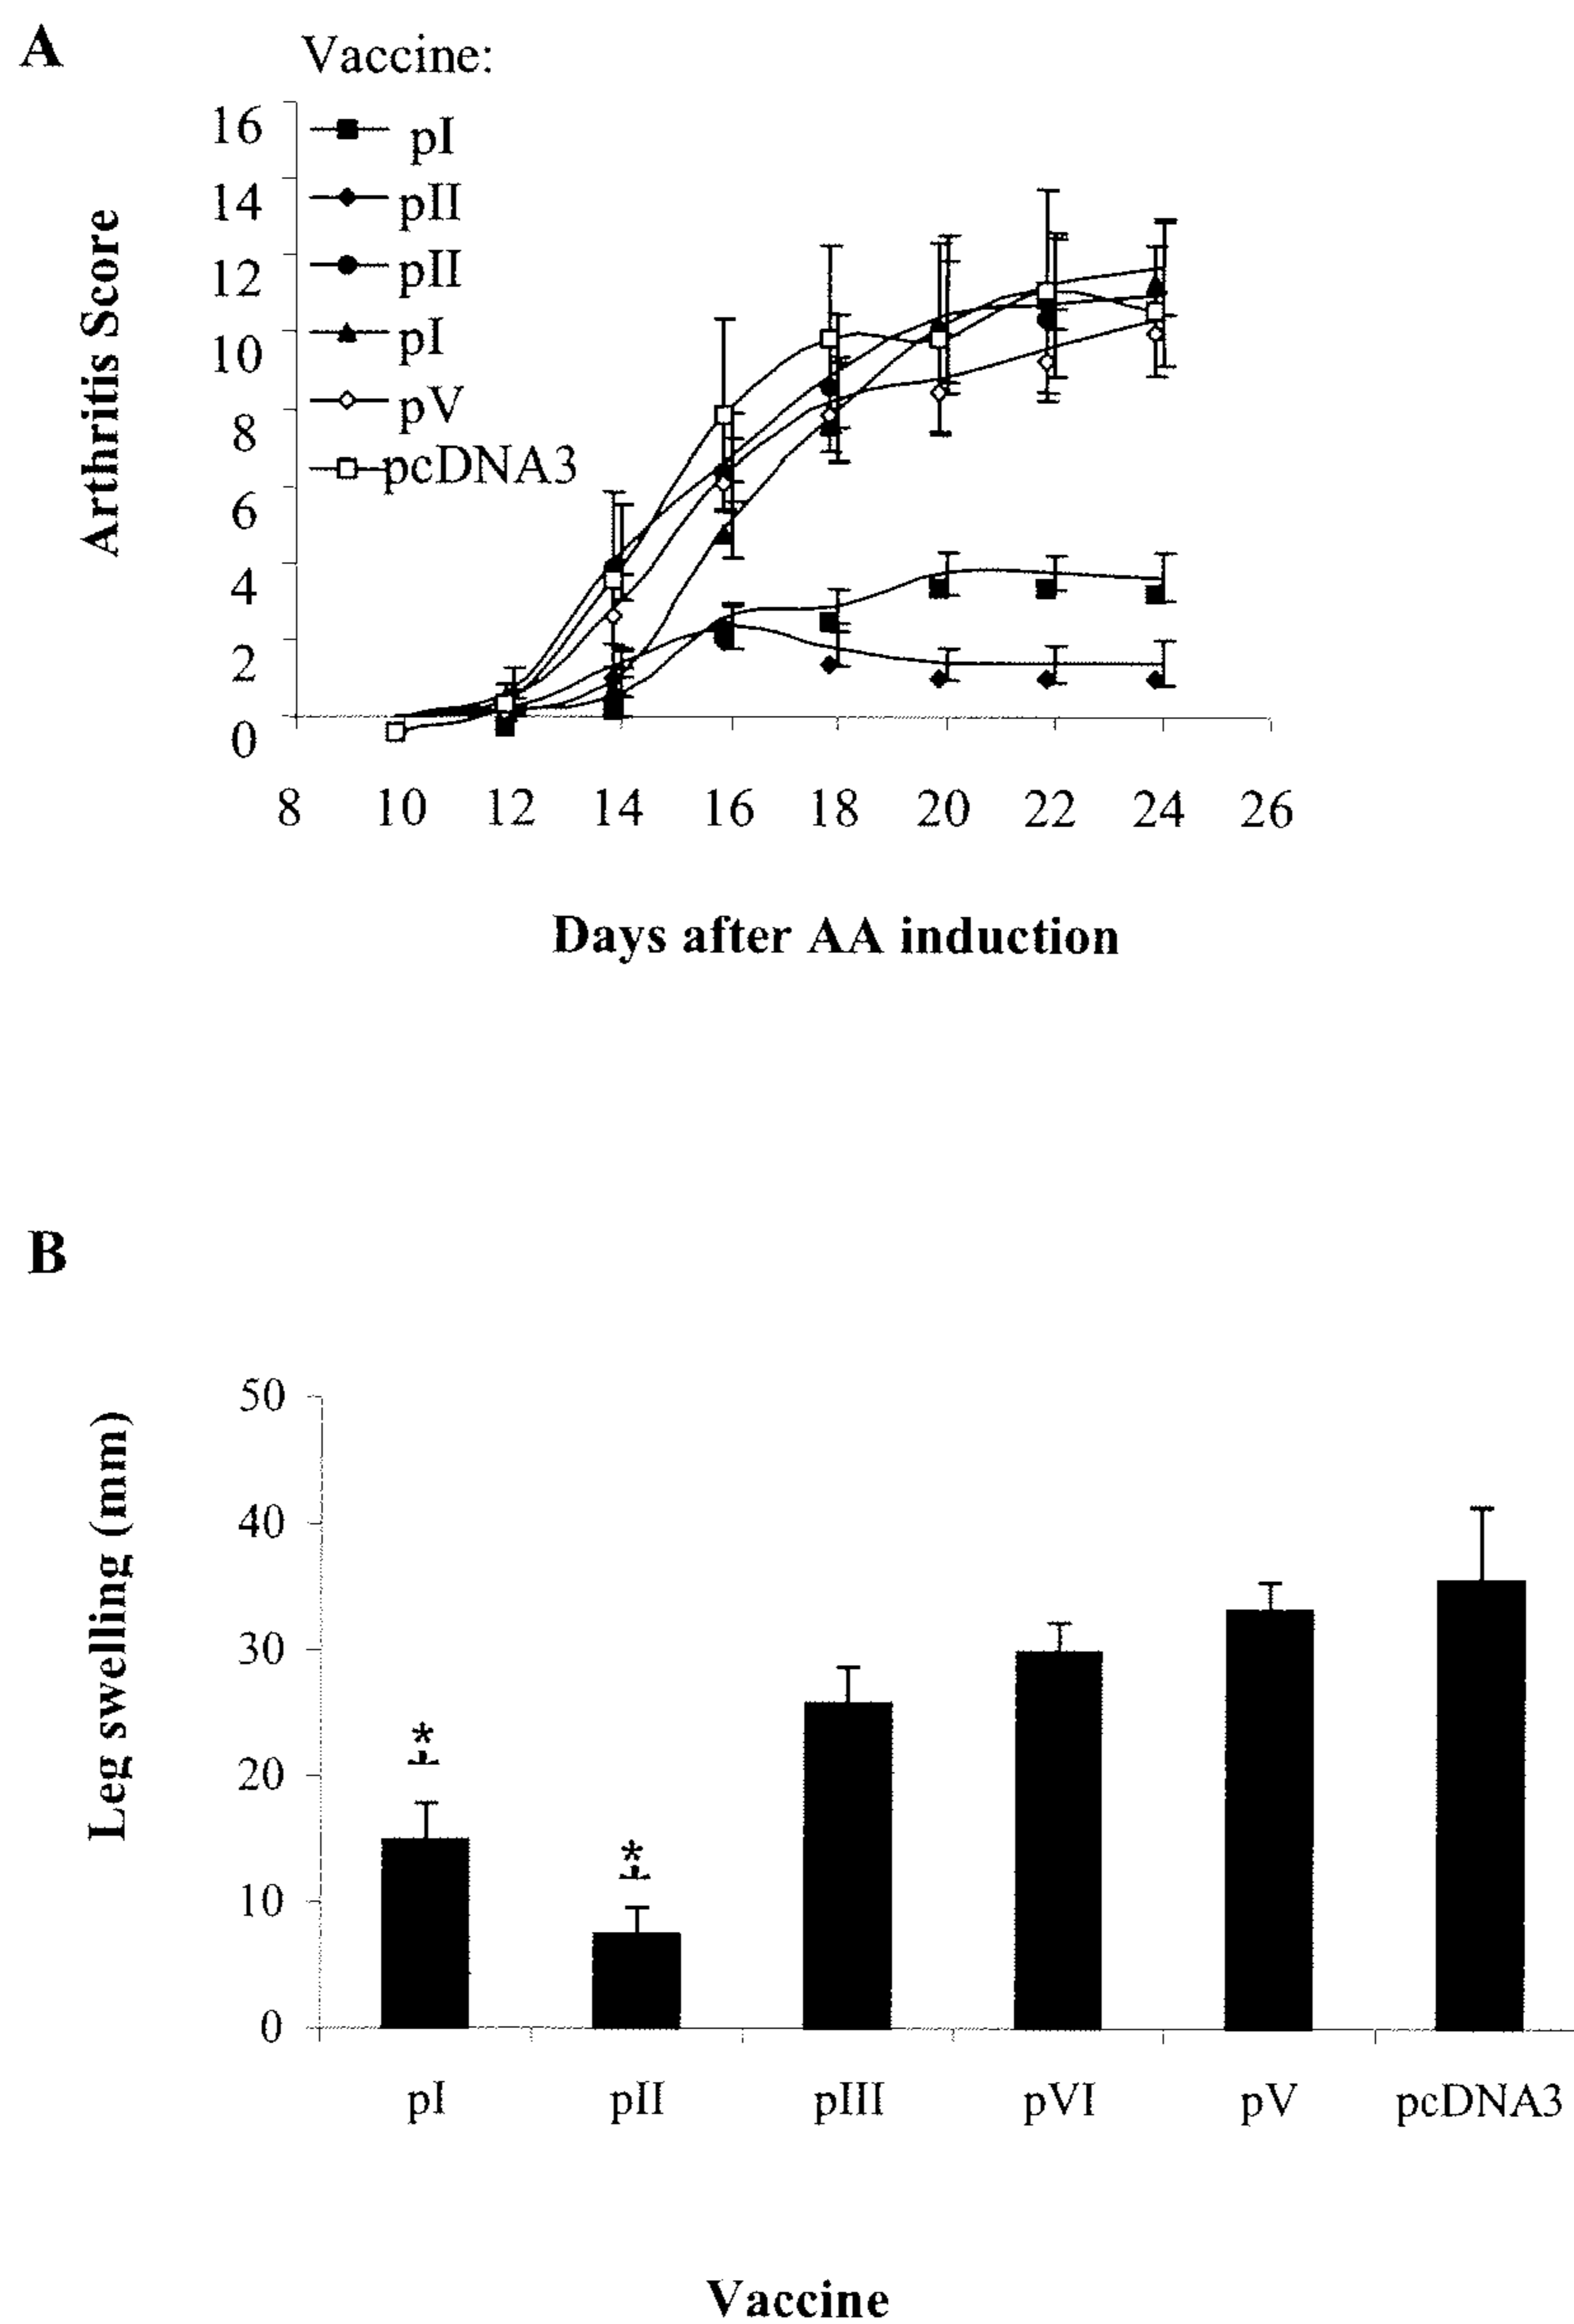 A
Vaccine:
pI
pII
pII
pI
pV
pcDNA3
Arthritis Score
16
14
12
10
8
6
4
2
0
8 10 12 14 16 18 20 22 24 26
Days after AA induction
B
Leg swelling (mm)
50
40
30
20
10
0
*
*
pI pII pIII pVI pV pcDNA3
Vaccine